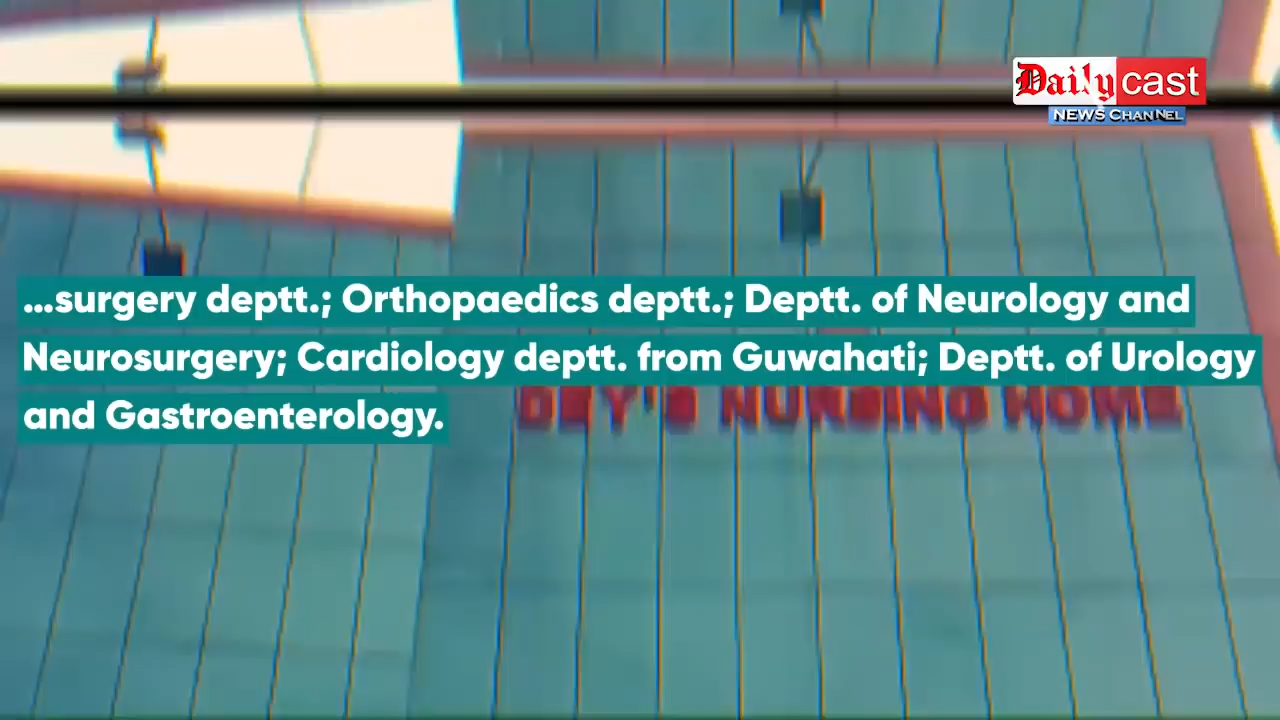 Daily cast
NEWS CHANNEL
...surgery deptt.; Orthopaedics deptt.; Deptt. of Neurology and
Neurosurgery; Cardiology deptt. from Guwahati; Deptt. of Urology
and Gastroenterology.
DEY'S NURSING HOME